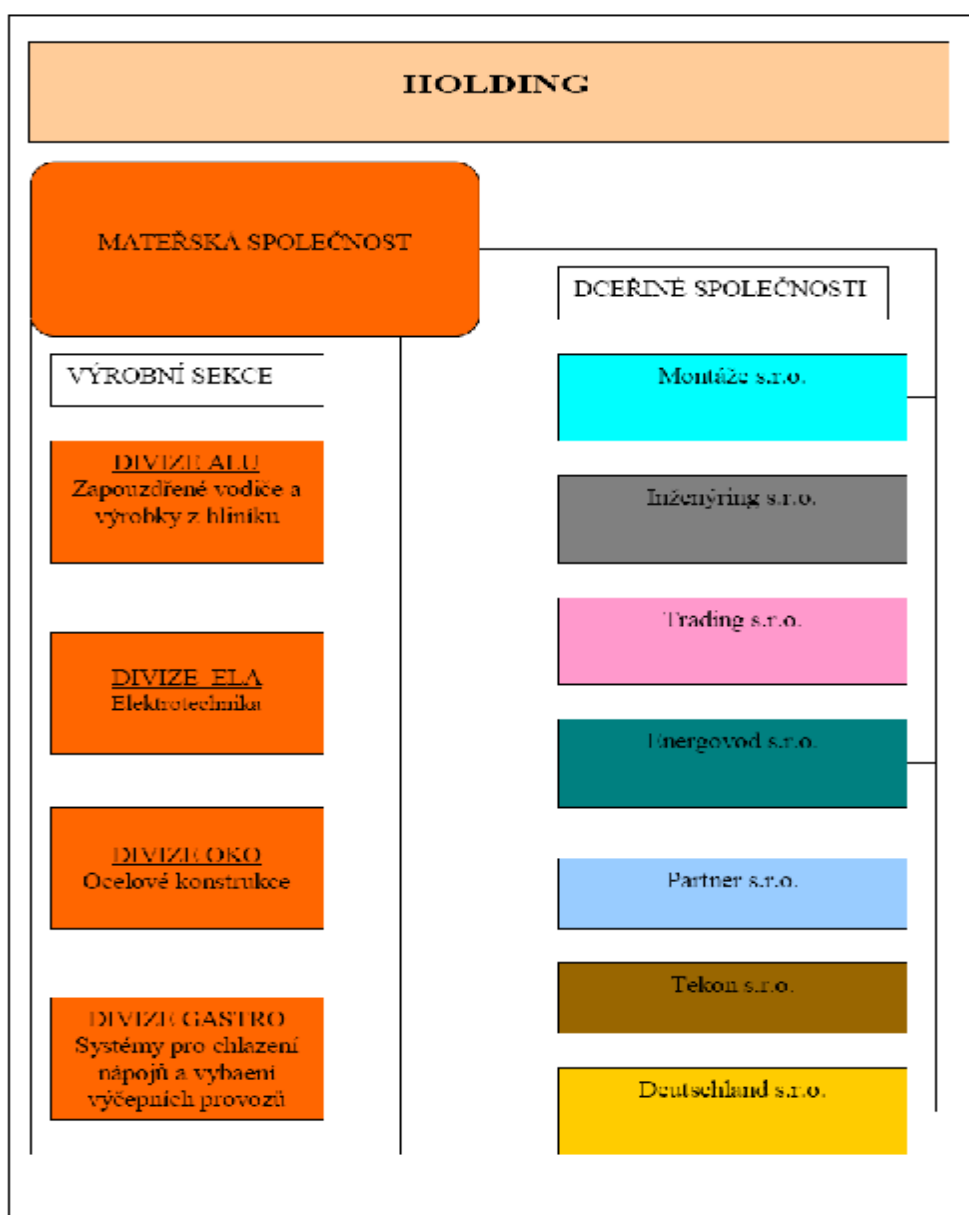 HOLDING
MATEŘSKÁ SPOLEČNOST
DCEŘINÉ SPOLEČNOSTI
VÝROBNÍ SEKCE
DIVIZE ALU
Zapouzdřené vodiče a
výrobky z hliníku
DIVIZE ELA
Elektrotechnika
DIVIZE OKO
Ocelové konstrukce
DIVIZE GASTRO
Systémy pro chlazení
nápojů a vybaení
výčepních provozů
Montáže s.r.o.
Inženýring s.r.o.
Trading s.r.o.
Energovod s.r.o.
Partner s.r.o.
Tekon s.r.o.
Deutschland s.r.o.